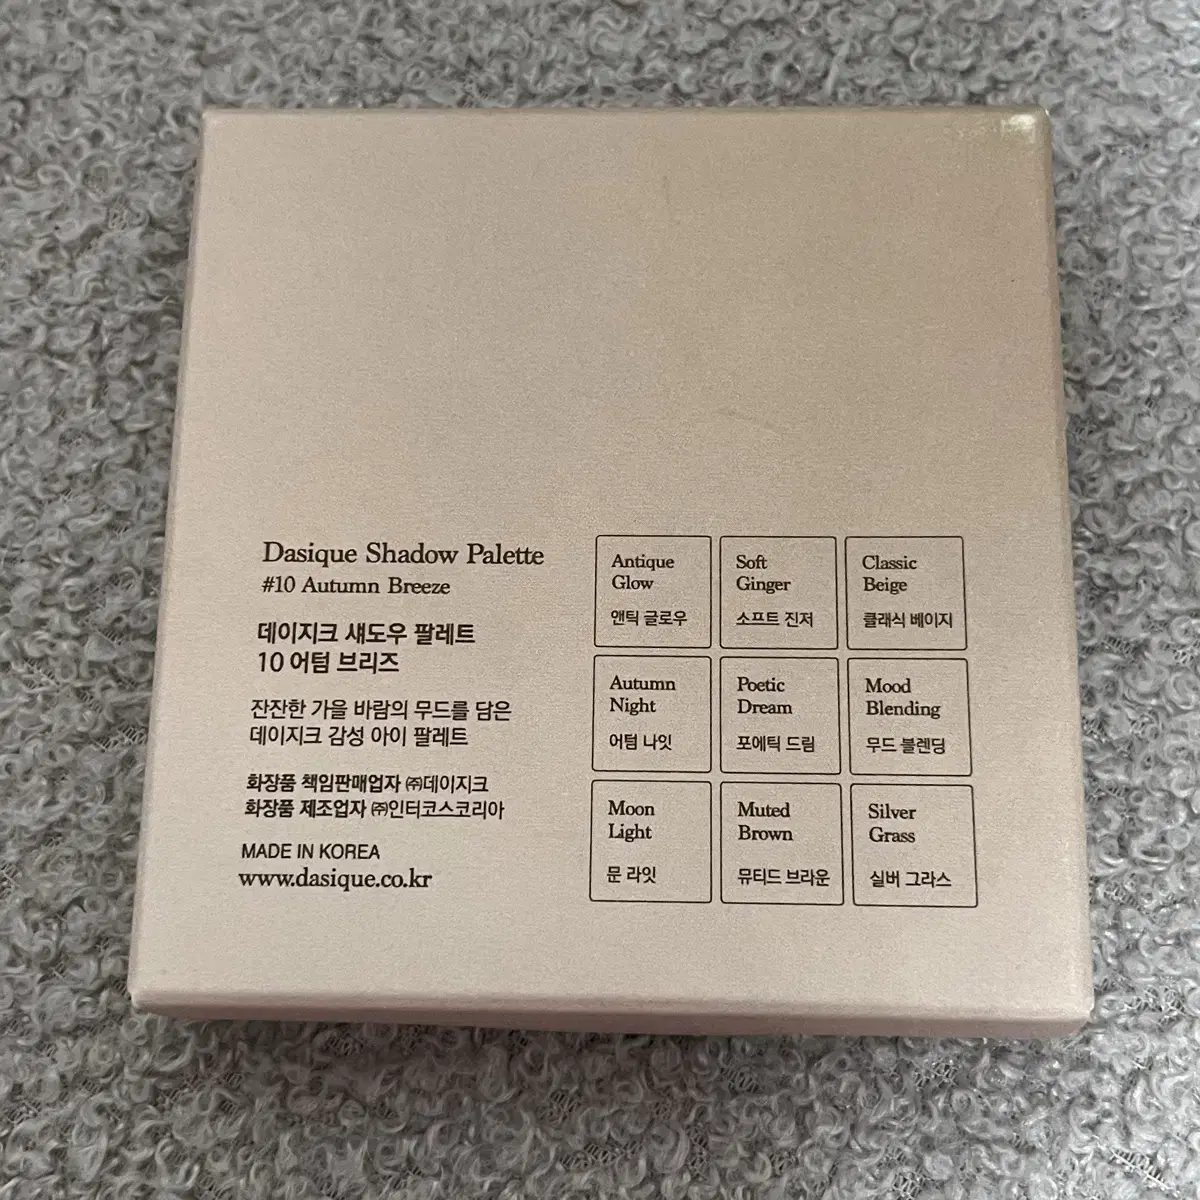 Dasique Shadow Palette
#10 Autumn Breeze
데이지크 섀도우 팔레트
10 어텀 브리즈
잔잔한 가을 바람의 무드를 담은
데이지크 감성 아이 팔레트
화장품 책임판매업자 ㈜데이지크
화장품 제조업자 ㈜인터코스코리아
MADE IN KOREA
www.dasique.co.kr
Antique
Glow
앤틱 글로우
Soft
Ginger
소프트 진저
Classic
Beige
클래식 베이지
Autumn
Night
어텀 나잇
Poetic
Dream
포에틱 드림
Mood
Blending
무드 블렌딩
Moon
Light
문 라잇
Muted
Brown
뮤티드 브라운
Silver
Grass
실버 그라스